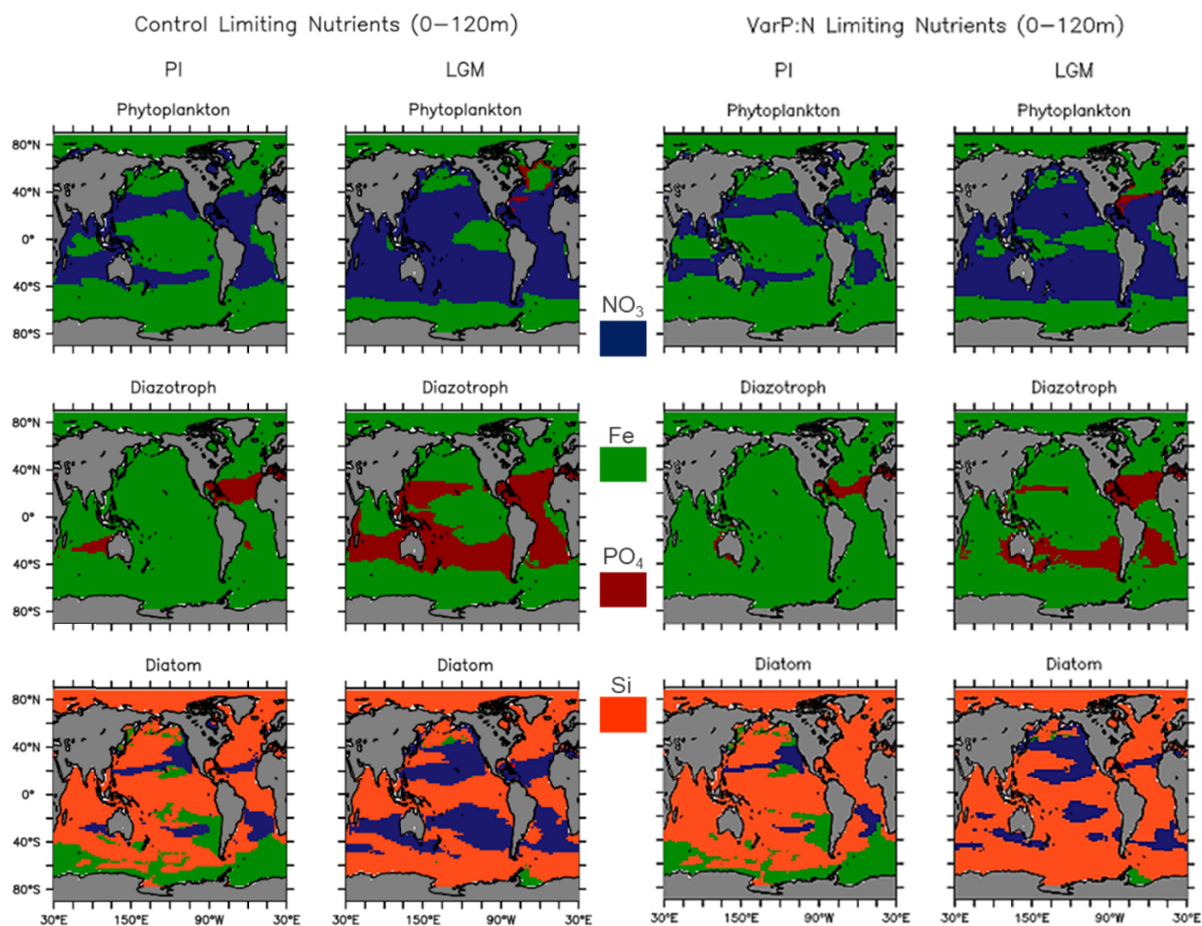 Control Limiting Nutrients (0-120m)
VarP:N Limiting Nutrients (0-120m)
PI
LGM
PI
LGM
Phytoplankton
Phytoplankton
Phytoplankton
Phytoplankton
80°N
40°N
0°
40°S
80°S
NO₃
Diazotroph
Diazotroph
Diazotroph
Diazotroph
80°N
40°N
0°
40°S
80°S
Fe
PO₄
Diatom
Diatom
Diatom
Diatom
80°N
40°N
0°
40°S
80°S
Si
30°E 150°E 90°W 30°E
30°E 150°E 90°W 30°E
30°E 150°E 90°W 30°E
30°E 150°E 90°W 30°E